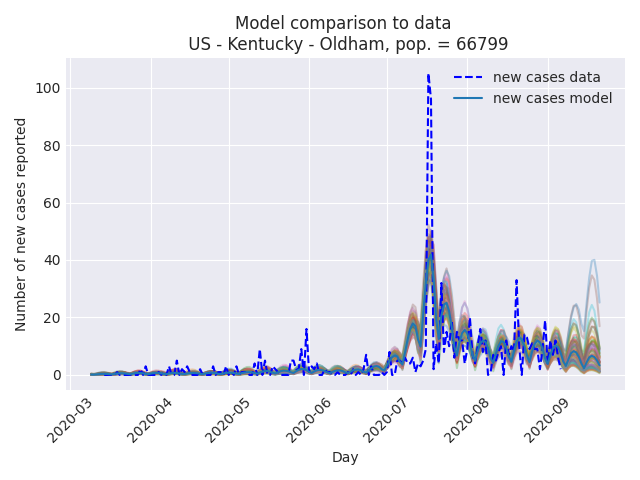 Model comparison to data
US - Kentucky - Oldham, pop. = 66799
new cases data
new cases model
Number of new cases reported
100
80
60
40
20
0
2020-03
2020-04
2020-05
2020-06
2020-07
2020-08
2020-09
Day